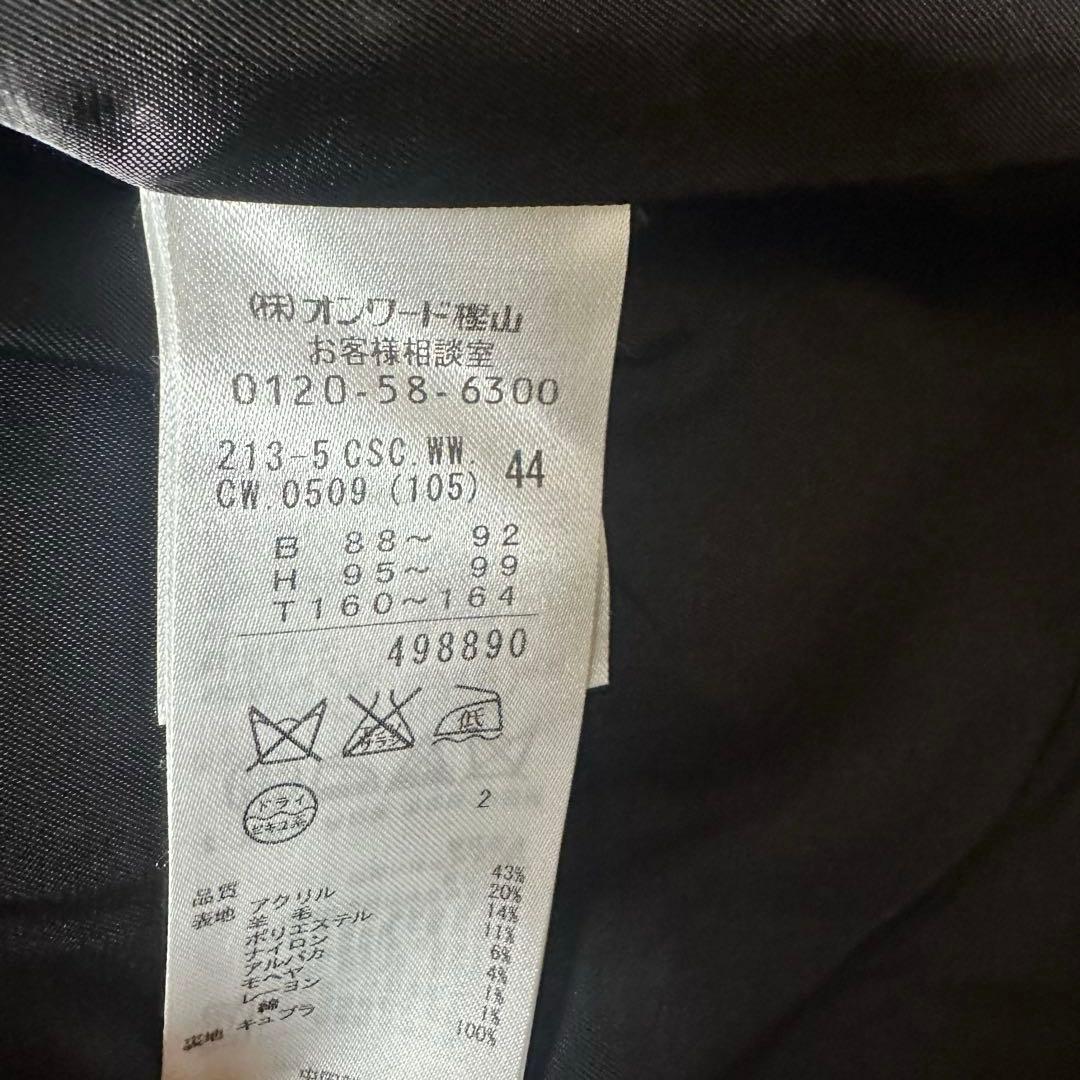 (株)オンワード樫山
お客様相談室
0120-58-6300
213-5 CSC.WW. 44
CW.0509 (105)
B 88～ 92
H 95～ 99
T160～164
498890
低
ドライ
セキユ系
2
品質
表地 アクリル 43%
羊毛 20%
ポリエステル 14%
ナイロン 11%
アルパカ 6%
モヘヤ 4%
レーヨン 1%
綿 1%
裏地 キュプラ 100%